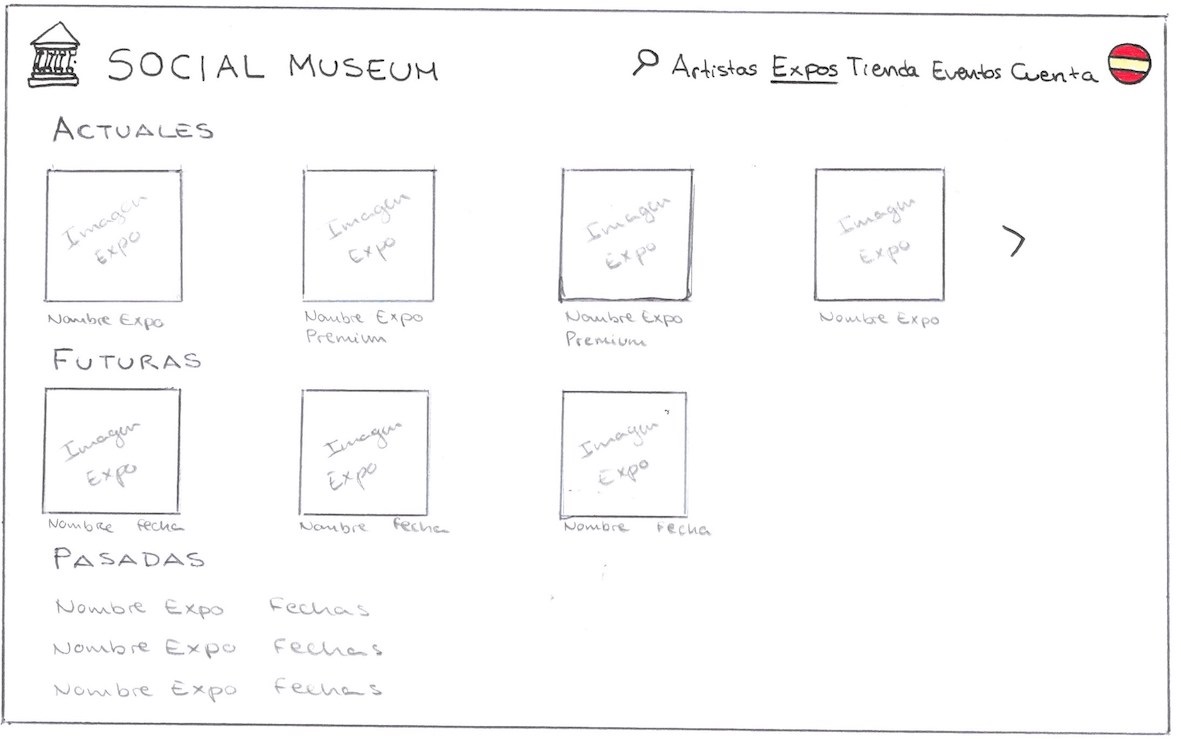 SOCIAL MUSEUM
Artistas Expos Tienda Eventos Cuenta
ACTUALES
Imagen Expo
Imagen Expo
Imagen Expo
Imagen Expo
Nombre Expo
Nombre Expo Premium
Nombre Expo Premium
Nombre Expo
FUTURAS
Imagen Expo
Imagen Expo
Imagen Expo
Nombre Fecha
Nombre Fecha
Nombre Fecha
PASADAS
Nombre Expo Fechas
Nombre Expo Fechas
Nombre Expo Fechas